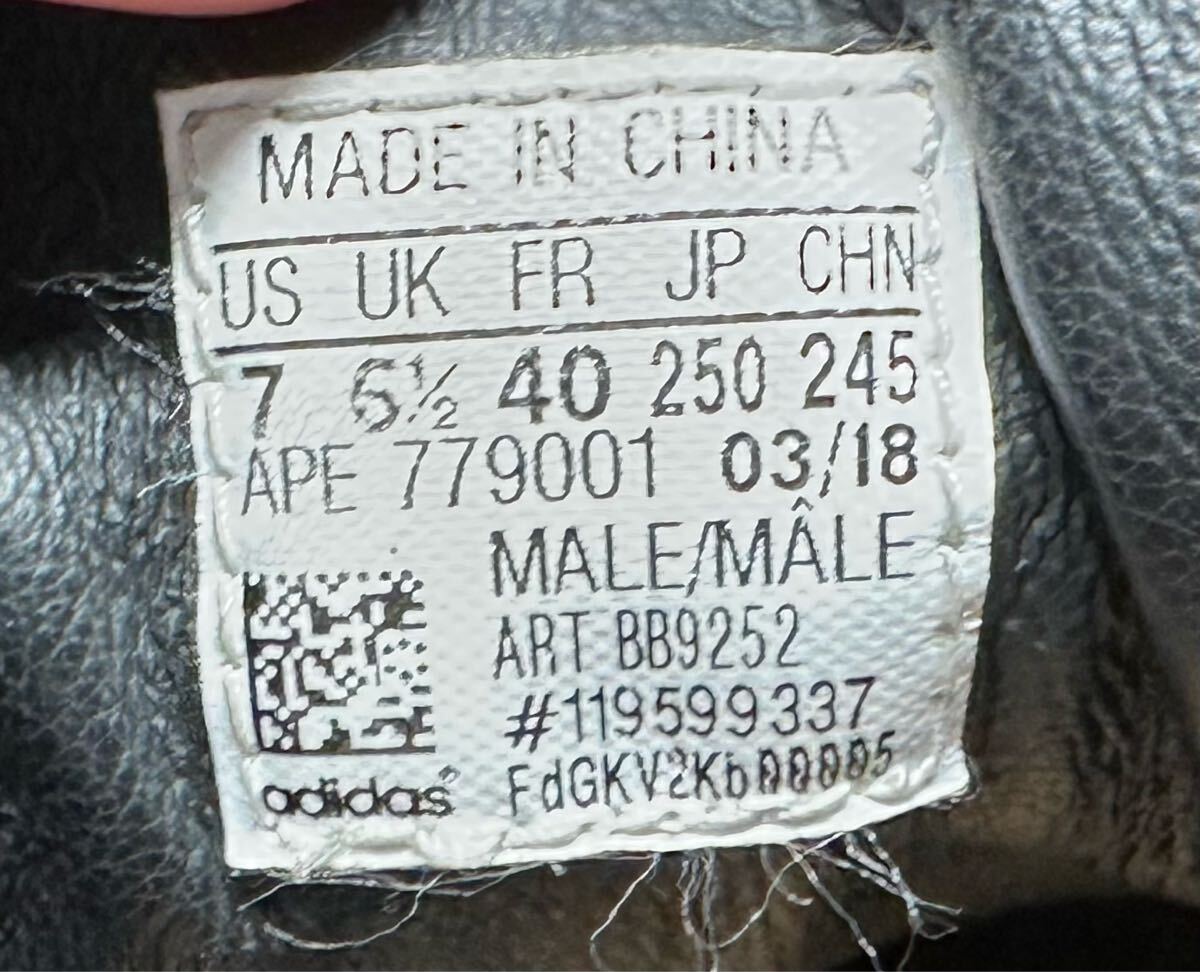 MADE IN CHINA
US UK FR JP CHN
7 6½ 40 250 245
APE 779001 03/18
MALE/MÂLE
ART BB9252
#119599337
FdGKV2Kb00005
adidas®